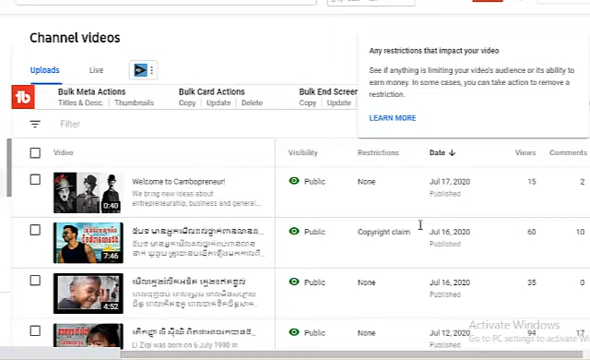 Channel videos
Any restrictions that impact your video
See if anything is limiting your video's audience or its ability to
earn money. In some cases, you can take action to remove a
restriction.
LEARN MORE
Uploads
Live
Bulk Meta Actions
Bulk Card Actions
Bulk End Screen
Titles & Desc.
Thumbnails
Copy
Update
Delete
Copy
Update
Filter
Video
Visibility
Restrictions
Date
Views
Comments
Welcome to Cambopreneur!
We bring new ideas about
entrepreneurship, business and general...
0:40
Public
None
Jul 17, 2020
Published
15
2
7:46
Public
Copyright claim
Jul 16, 2020
Published
60
10
4:52
Public
None
Jul 16, 2020
Published
35
0
Li Ziqi was born on 6 July 1990 in
Public
None
Jul 12, 2020
Published
94
17
Activate Windows
Go to PC settings to activate Wi